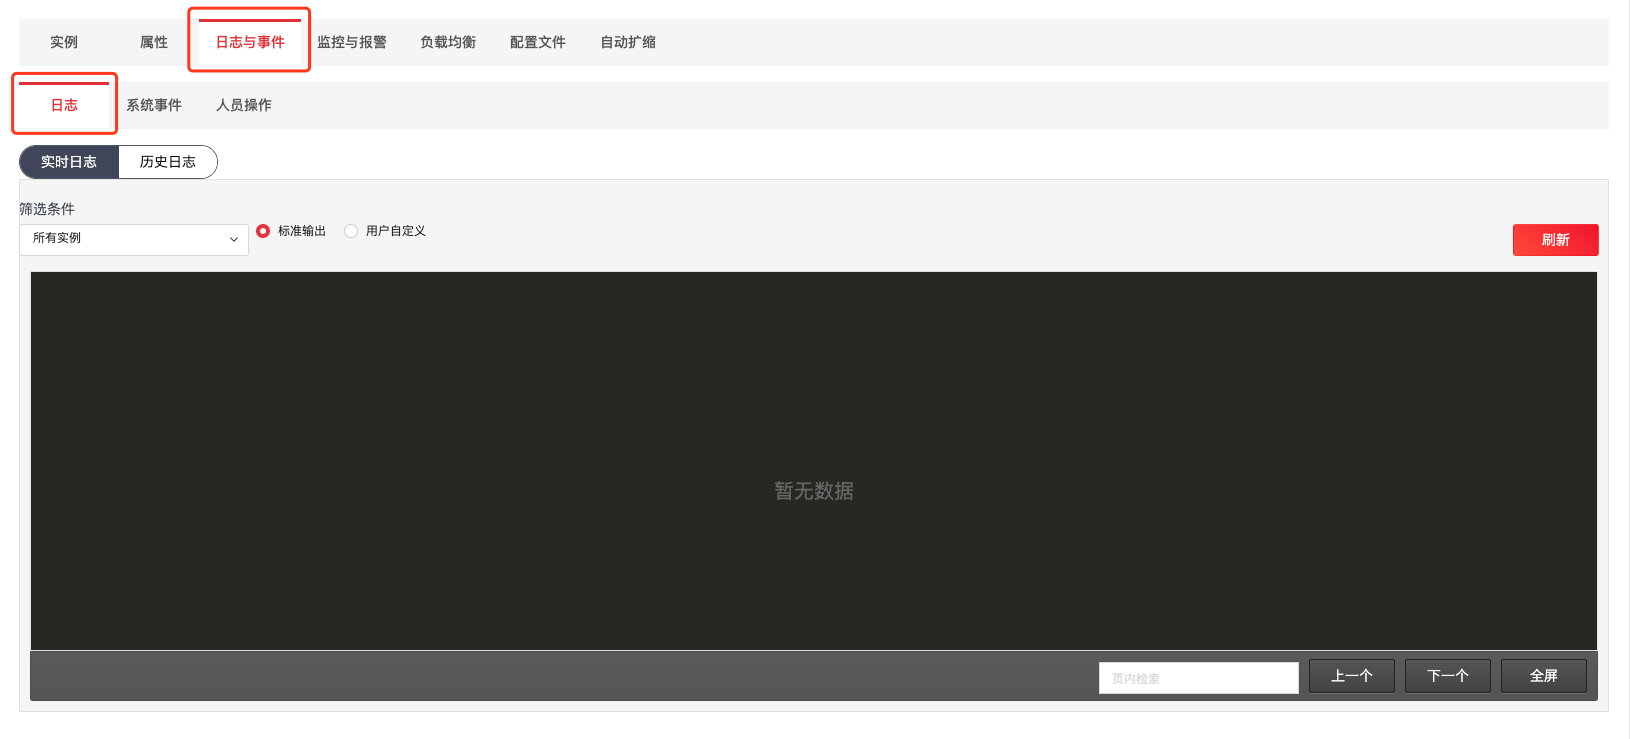 实例 属性 日志与事件 监控与报警 负载均衡 配置文件 自动扩缩
日志 系统事件 人员操作
实时日志 历史日志
筛选条件
所有实例 标准输出 用户自定义 刷新
暂无数据
页内检索 上一个 下一个 全屏